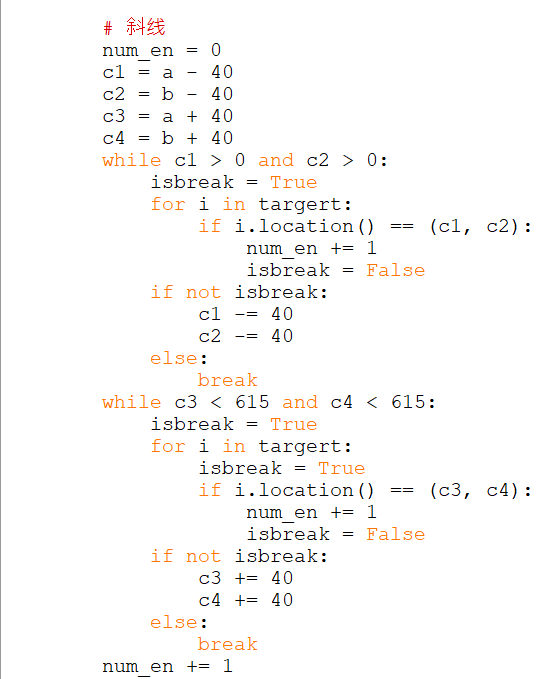 # 斜线
num_en = 0
c1 = a - 40
c2 = b - 40
c3 = a + 40
c4 = b + 40
while c1 > 0 and c2 > 0:
    isbreak = True
    for i in targert:
        if i.location() == (c1, c2):
            num_en += 1
            isbreak = False
    if not isbreak:
        c1 -= 40
        c2 -= 40
    else:
        break
while c3 < 615 and c4 < 615:
    isbreak = True
    for i in targert:
        isbreak = True
        if i.location() == (c3, c4):
            num_en += 1
            isbreak = False
    if not isbreak:
        c3 += 40
        c4 += 40
    else:
        break
num_en += 1